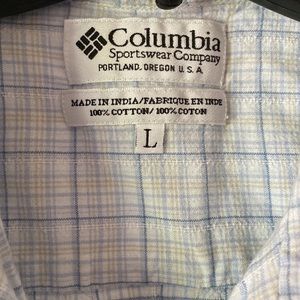 Columbia
Sportswear Company
PORTLAND, OREGON U.S.A.
MADE IN INDIA/FABRIQUE EN INDE
100% COTTON/100% COTON
L